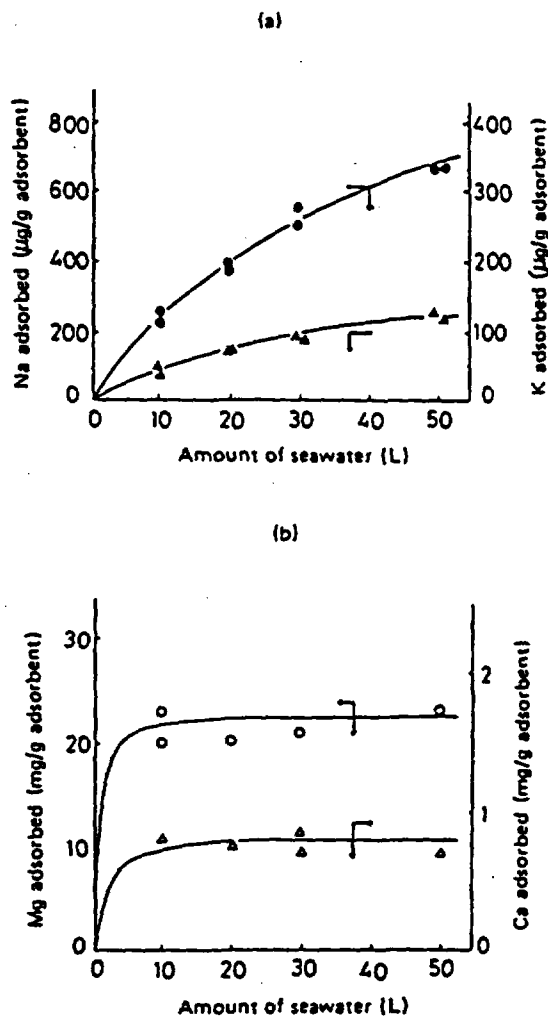 (a)
Na adsorbed (µg/g adsorbent)
800
600
400
200
0
400
300
200
100
0
K adsorbed (µg/g adsorbent)
0 10 20 30 40 50
Amount of seawater (L)
(b)
Mg adsorbed (mg/g adsorbent)
30
20
10
0
2
1
0
Ca adsorbed (mg/g adsorbent)
0 10 20 30 40 50
Amount of seawater (L)